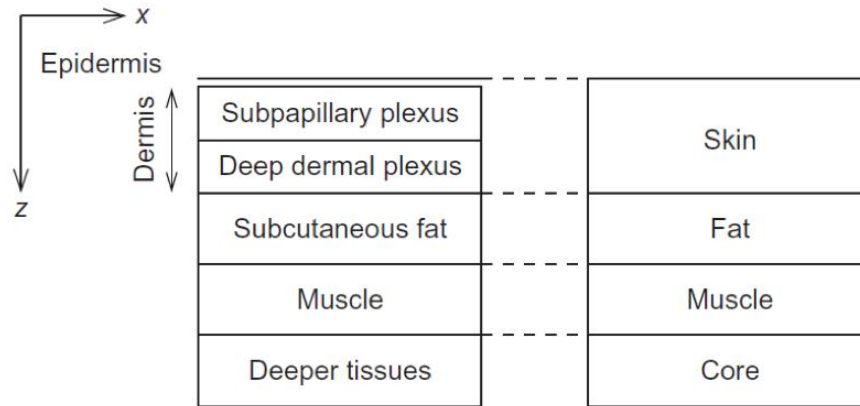 x
Epidermis
Dermis
z
Subpapillary plexus
Deep dermal plexus
Subcutaneous fat
Muscle
Deeper tissues
Skin
Fat
Muscle
Core